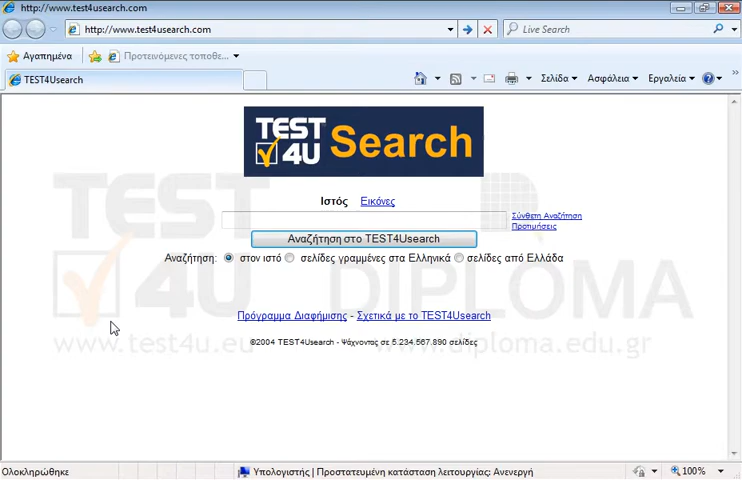 http://www.test4usearch.com
http://www.test4usearch.com
Live Search
Αγαπημένα
Προτεινόμενες τοποθε...
TEST4Usearch
Σελίδα
Ασφάλεια
Εργαλεία
TEST 4U Search
Ιστός Εικόνες
Σύνθετη Αναζήτηση
Προτιμήσεις
Αναζήτηση στο TEST4Usearch
Αναζήτηση: στον ιστό σελίδες γραμμένες στα Ελληνικά σελίδες από Ελλάδα
TEST 4U DIPLOMA
Πρόγραμμα Διαφήμισης - Σχετικά με το TEST4Usearch
©2004 TEST4Usearch - Ψάχνοντας σε 5.234.567.890 σελίδες
www.test4u.eu www.diploma.edu.gr
Ολοκληρώθηκε
Υπολογιστής | Προστατευμένη κατάσταση λειτουργίας: Ανενεργή
100%